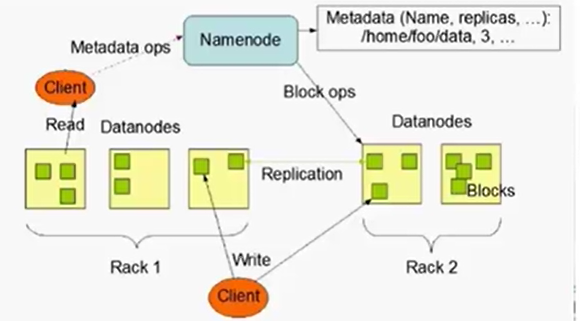 Metadata (Name, replicas, ...):
/home/foo/data, 3, ...
Namenode
Metadata ops
Client
Block ops
Read
Datanodes
Datanodes
Replication
Blocks
Rack 1
Write
Rack 2
Client